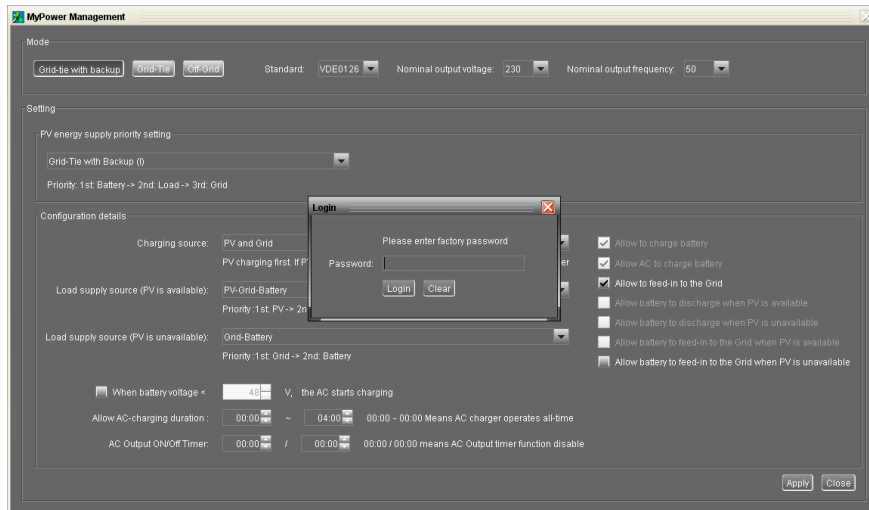 MyPower Management
Mode
Grid-tie with backup Grid-Tie Off-Grid Standard: VDE0126 Nominal output voltage: 230 Nominal output frequency: 50
Setting
PV energy supply priority setting
Grid-Tie with Backup (I)
Priority: 1st: Battery -> 2nd: Load -> 3rd: Grid
Configuration details
Login
Please enter factory password
Password:
Login Clear
Charging source: PV and Grid
PV charging first. If P er
Load supply source (PV is available): PV-Grid-Battery
Priority :1st: PV-> 2n
Load supply source (PV is unavailable): Grid-Battery
Priority :1st: Grid -> 2nd: Battery
Allow to charge battery
Allow AC to charge battery
Allow to feed-in to the Grid
Allow battery to discharge when PV is available
Allow battery to discharge when PV is unavailable
Allow battery to feed-in to the Grid when PV is available
Allow battery to feed-in to the Grid when PV is unavailable
When battery voltage < 48 V, the AC starts charging
Allow AC-charging duration : 00:00 ~ 04:00 00:00 - 00:00 Means AC charger operates all-time
AC Output ON/Off Timer: 00:00 / 00:00 00:00 / 00:00 means AC Output timer function disable
Apply Close